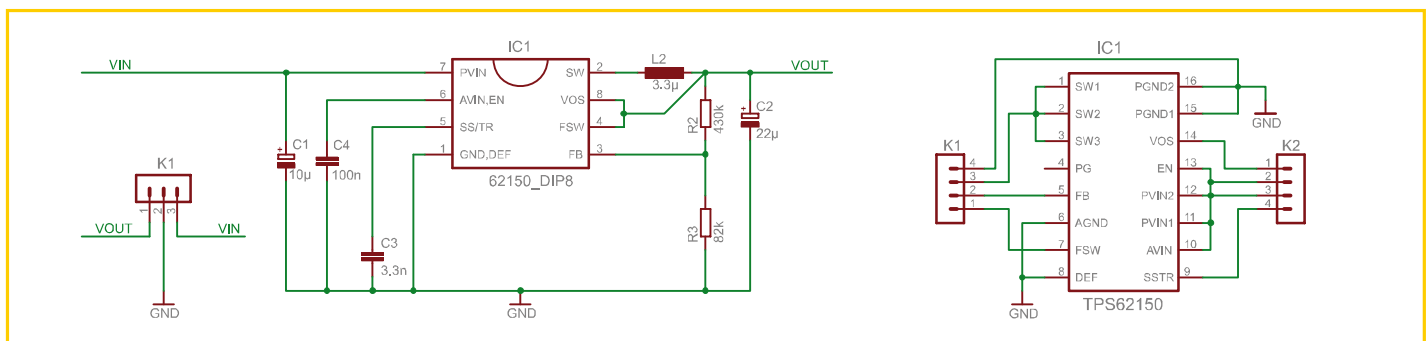 VIN
IC1
7 PVIN
SW 2
L2
3.3µ
VOUT
6 AVIN,EN
VOS 8
5 SS/TR
FSW 4
1 GND,DEF
FB 3
62150_DIP8
R2
430k
+
C2
22µ
+
C1
10µ
C4
100n
K1
1
2
3
VOUT
VIN
GND
C3
3.3n
R3
82k
GND
IC1
1 SW1
PGND2 16
2 SW2
PGND1 15
3 SW3
VOS 14
4 PG
EN 13
5 FB
PVIN2 12
6 AGND
PVIN1 11
7 FSW
AVIN 10
8 DEF
SSTR 9
TPS62150
GND
GND
K1
4
3
2
1
K2
1
2
3
4